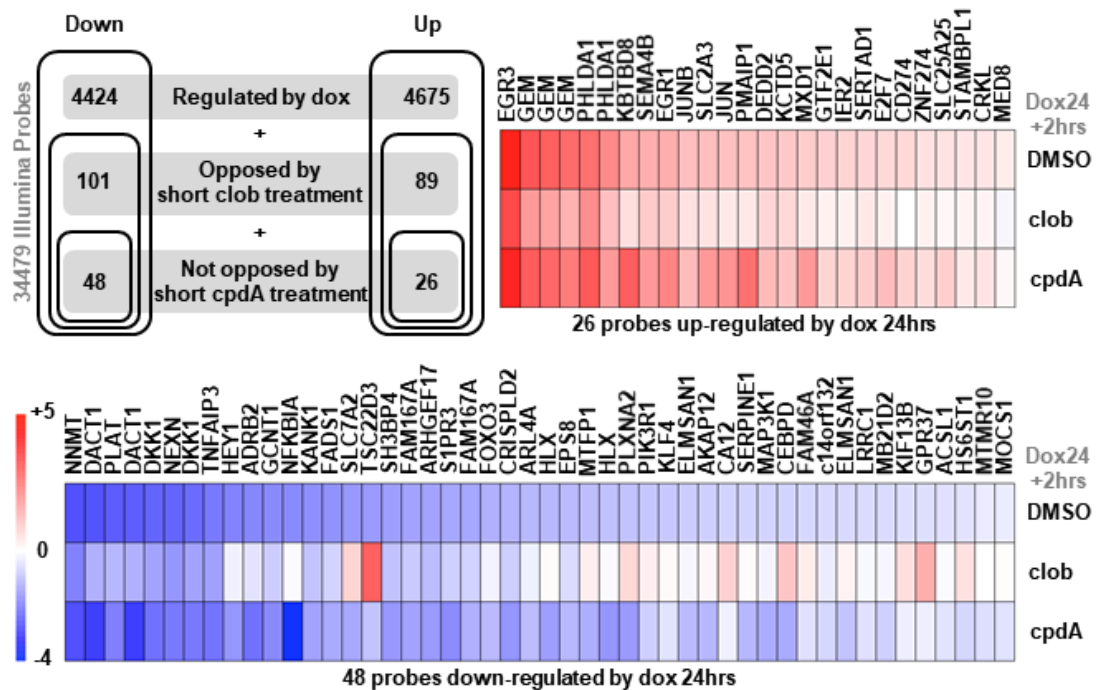 Down
Up
34479 Illumina Probes
4424
Regulated by dox
4675
+
101
Opposed by
short clob treatment
89
+
48
Not opposed by
short cpdA treatment
26
EGR3
GEM
GEM
GEM
PHLDA1
PHLDA1
KBTBD8
SEMA4B
EGR1
JUNB
SLC2A3
JUN
PMAIP1
DEDD2
KCTD5
MXD1
GTF2E1
IER2
SERTAD1
E2F7
CD274
ZNF274
SLC25A25
STAMBPL1
CRKL
MED8
Dox24
+2hrs
DMSO
clob
cpdA
26 probes up-regulated by dox 24hrs
+5
0
-4
NNMT
DACT1
PLAT
DACT1
DKK1
NEXN
DKK1
TNFAIP3
HEY1
ADRB2
GCNT1
NFKBIA
KANK1
FADS1
SLC7A2
TSC22D3
SH3BP4
FAM167A
ARHGEF17
S1PR3
FAM167A
FOXO3
CRISPLD2
ARL4A
HLX
EPS8
MTFP1
HLX
PLXNA2
PIK3R1
KLF4
ELMSAN1
AKAP12
CA12
SERPINE1
MAP3K1
CEBPD
FAM46A
c14orf132
ELMSAN1
LRRC1
MB21D2
KIF13B
GPR37
ACSL1
HS6ST1
MTMR10
MOCS1
Dox24
+2hrs
DMSO
clob
cpdA
48 probes down-regulated by dox 24hrs